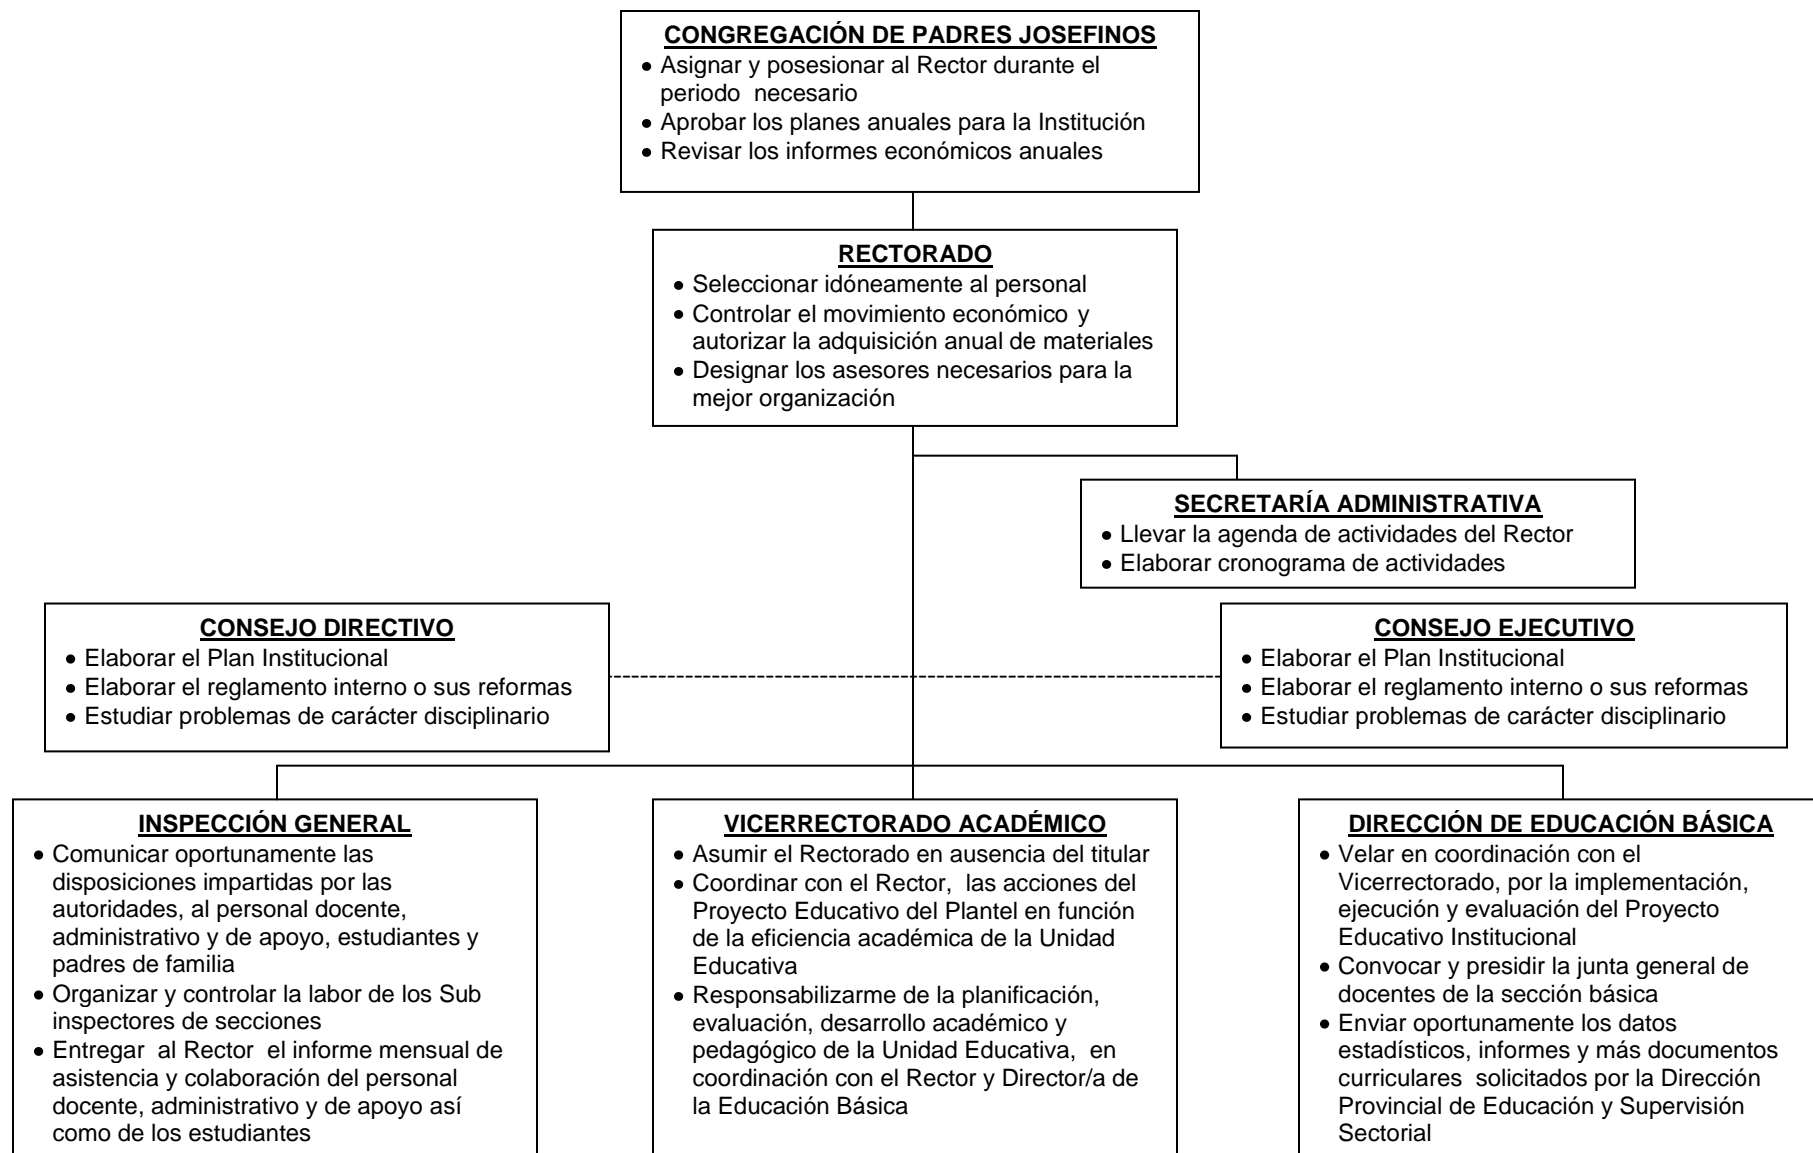 CONGREGACIÓN DE PADRES JOSEFINOS
• Asignar y posesionar al Rector durante el
periodo necesario
• Aprobar los planes anuales para la Institución
• Revisar los informes económicos anuales
RECTORADO
• Seleccionar idóneamente al personal
• Controlar el movimiento económico y
autorizar la adquisición anual de materiales
• Designar los asesores necesarios para la
mejor organización
SECRETARÍA ADMINISTRATIVA
• Llevar la agenda de actividades del Rector
• Elaborar cronograma de actividades
CONSEJO DIRECTIVO
• Elaborar el Plan Institucional
• Elaborar el reglamento interno o sus reformas
• Estudiar problemas de carácter disciplinario
CONSEJO EJECUTIVO
• Elaborar el Plan Institucional
• Elaborar el reglamento interno o sus reformas
• Estudiar problemas de carácter disciplinario
INSPECCIÓN GENERAL
• Comunicar oportunamente las
disposiciones impartidas por las
autoridades, al personal docente,
administrativo y de apoyo, estudiantes y
padres de familia
• Organizar y controlar la labor de los Sub
inspectores de secciones
• Entregar al Rector el informe mensual de
asistencia y colaboración del personal
docente, administrativo y de apoyo así
como de los estudiantes
VICERRECTORADO ACADÉMICO
• Asumir el Rectorado en ausencia del titular
• Coordinar con el Rector, las acciones del
Proyecto Educativo del Plantel en función
de la eficiencia académica de la Unidad
Educativa
• Responsabilizarme de la planificación,
evaluación, desarrollo académico y
pedagógico de la Unidad Educativa, en
coordinación con el Rector y Director/a de
la Educación Básica
DIRECCIÓN DE EDUCACIÓN BÁSICA
• Velar en coordinación con el
Vicerrectorado, por la implementación,
ejecución y evaluación del Proyecto
Educativo Institucional
• Convocar y presidir la junta general de
docentes de la sección básica
• Enviar oportunamente los datos
estadísticos, informes y más documentos
curriculares solicitados por la Dirección
Provincial de Educación y Supervisión
Sectorial